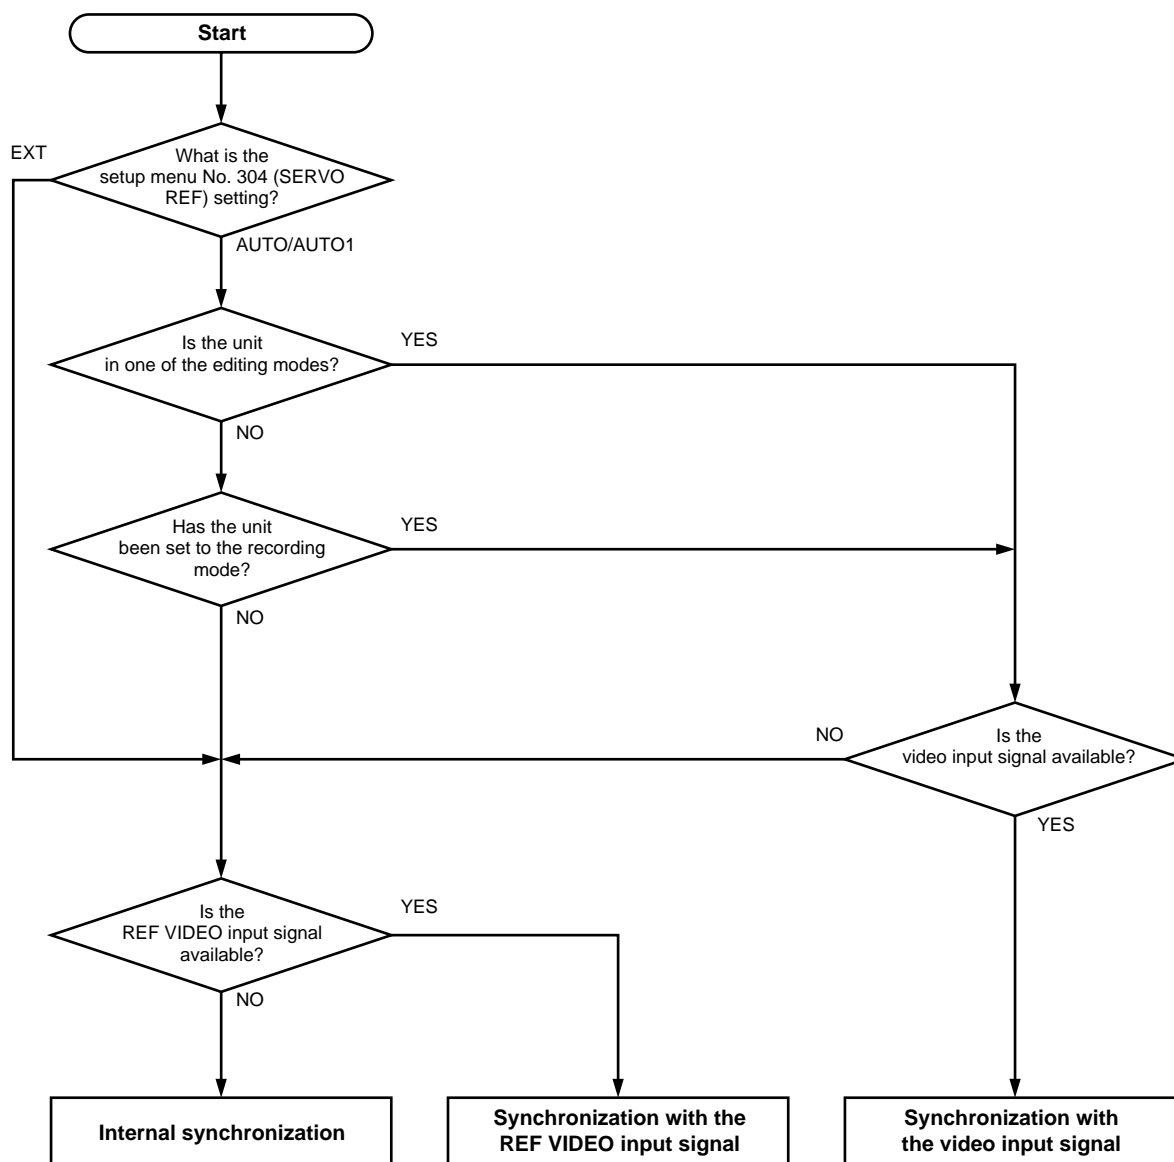 Start
EXT
What is the
setup menu No. 304 (SERVO
REF) setting?
AUTO/AUTO1
Is the unit
in one of the editing modes?
YES
NO
Has the unit
been set to the recording
mode?
YES
NO
NO
Is the
video input signal available?
YES
Is the
REF VIDEO input signal
available?
YES
NO
Internal synchronization
Synchronization with the
REF VIDEO input signal
Synchronization with
the video input signal